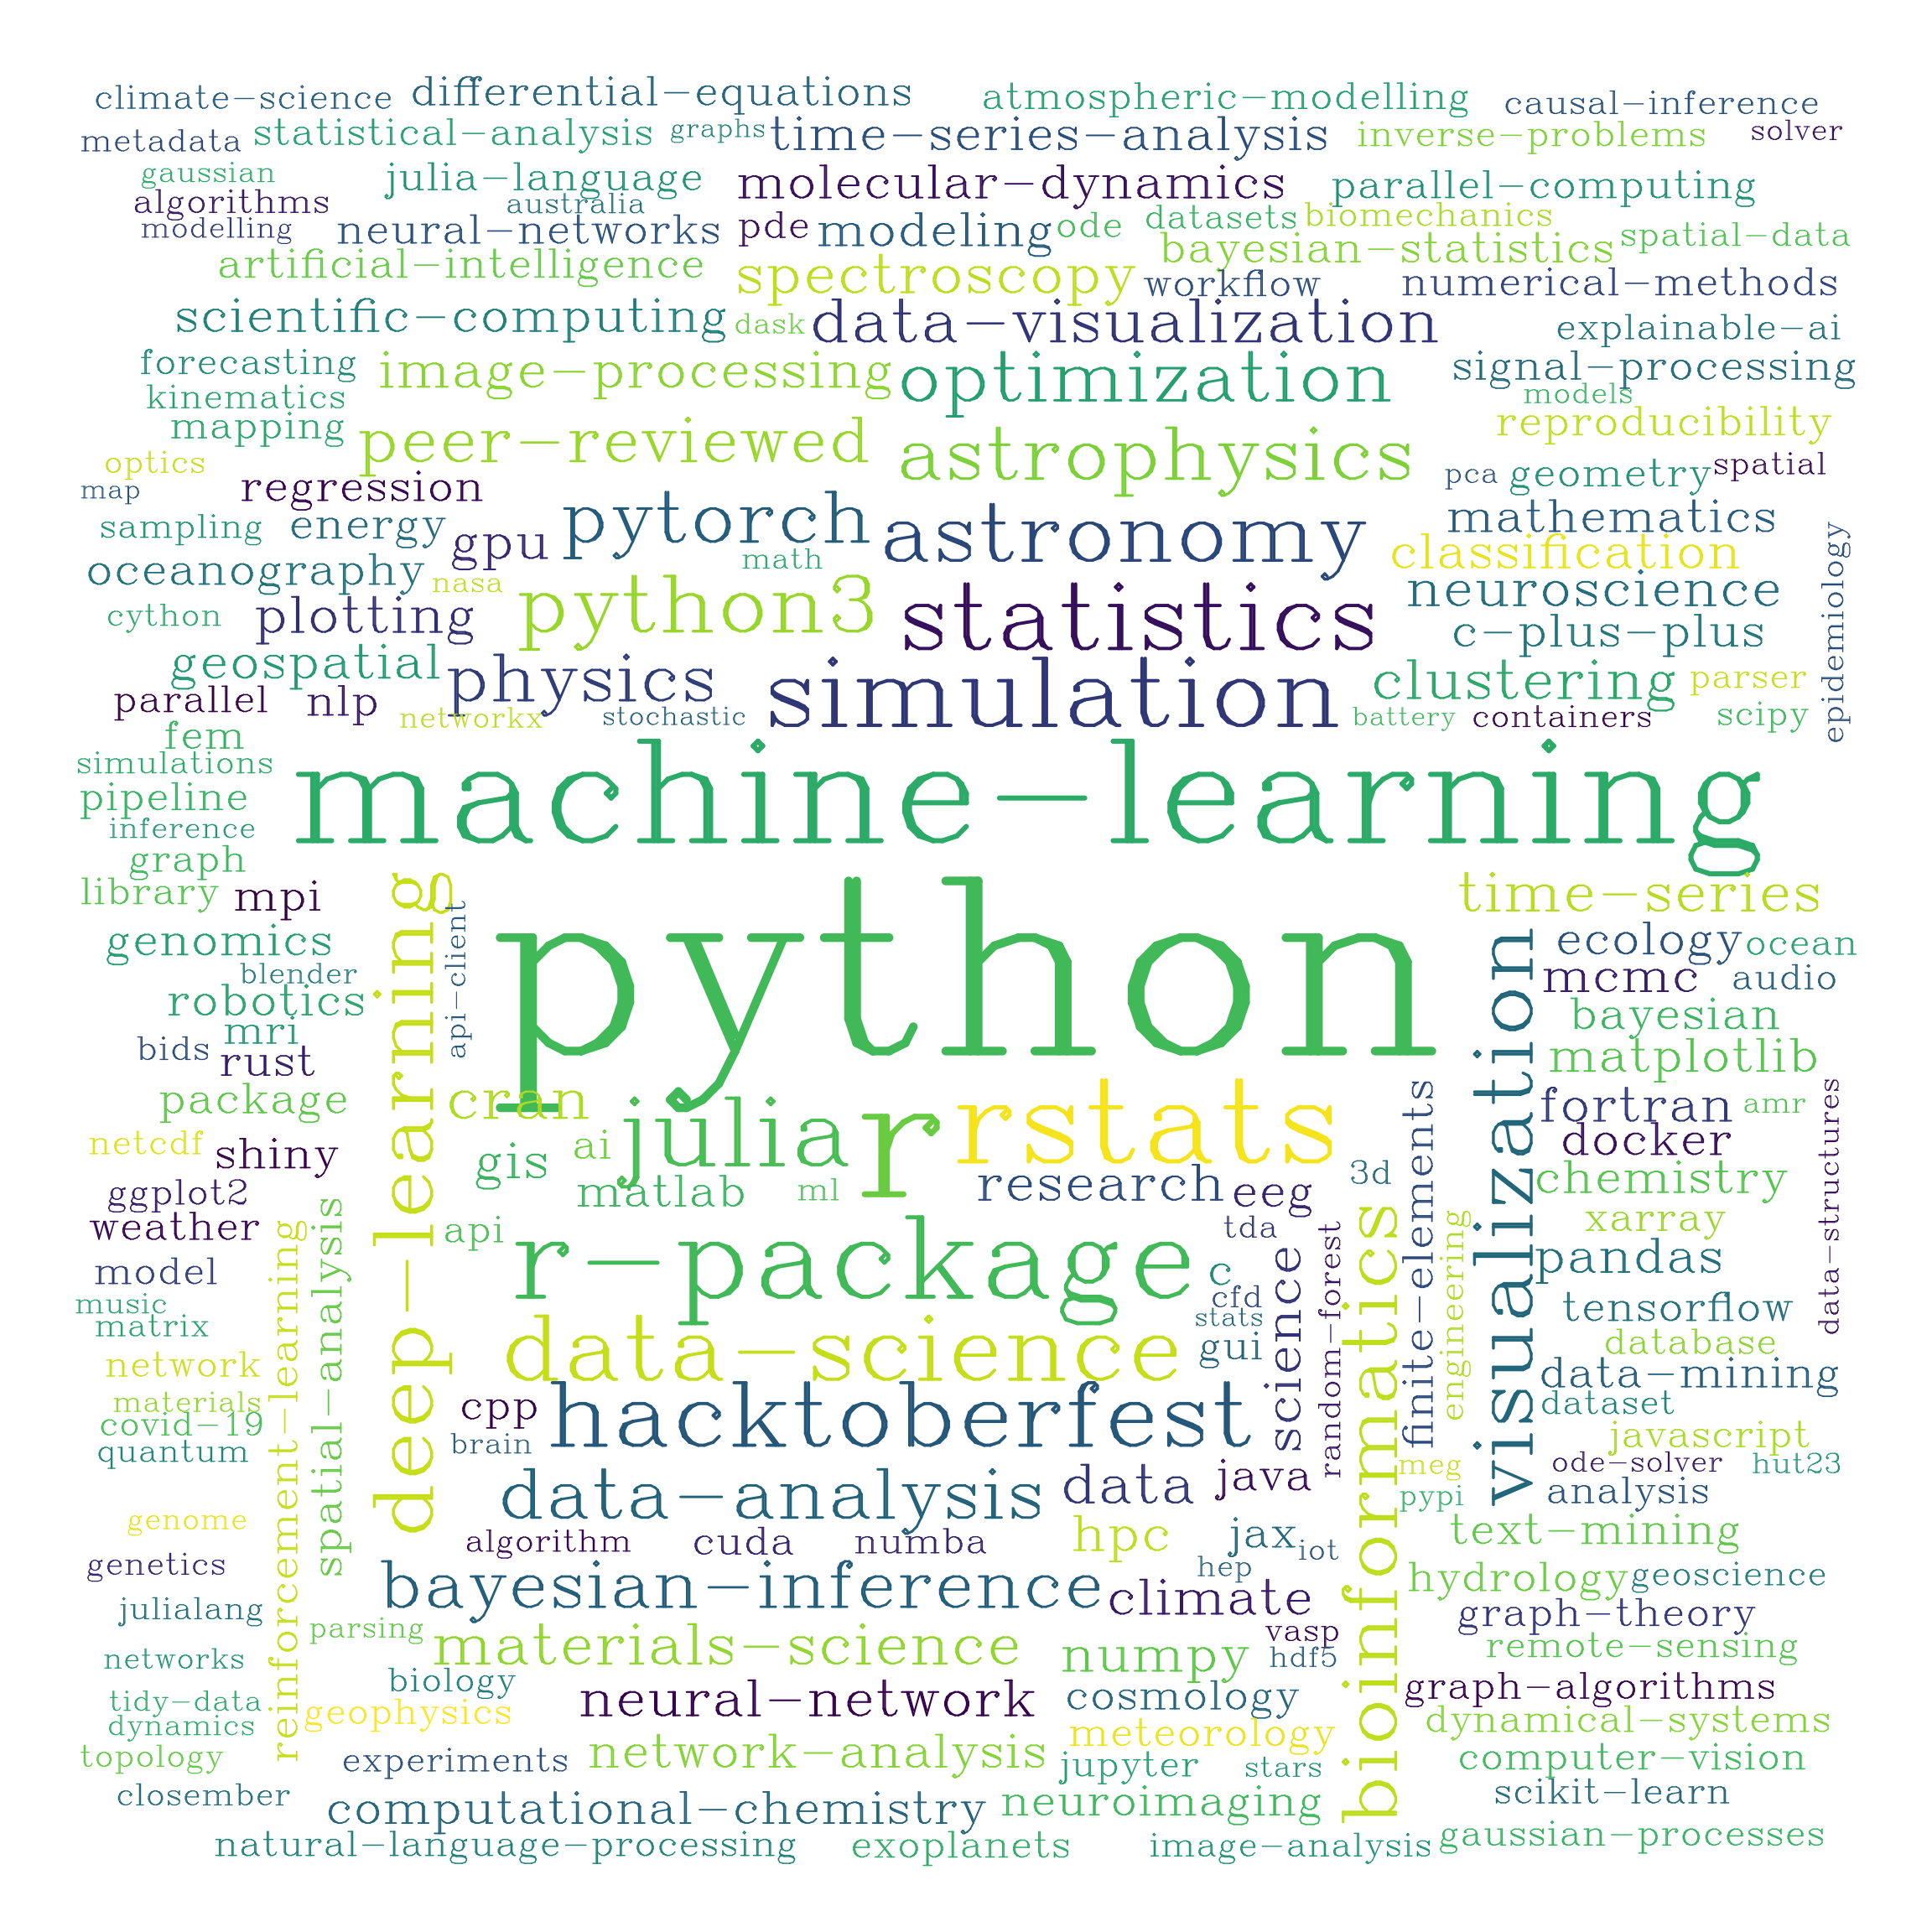 climate-science
differential-equations
atmospheric-modelling
causal-inference
metadata
statistical-analysis
graphs
time-series-analysis
inverse-problems
solver
gaussian
julia-language
molecular-dynamics
parallel-computing
algorithms
australia
modelling
neural-networks
pde
modeling
ode
datasets
biomechanics
artificial-intelligence
bayesian-statistics
spatial-data
spectroscopy
workflow
numerical-methods
scientific-computing
dask
data-visualization
explainable-ai
forecasting
image-processing
optimization
signal-processing
kinematics
models
mapping
peer-reviewed
astrophysics
reproducibility
optics
map
regression
pca
geometry
spatial
sampling
energy
gpu
pytorch
astronomy
mathematics
math
classification
epidemiology
oceanography
nasa
python3
statistics
neuroscience
cython
plotting
c-plus-plus
geospatial
physics
simulation
clustering
parser
parallel
nlp
networkx
stochastic
battery
containers
scipy
fem
simulations
machine-learning
pipeline
inference
graph
library
mpi
deep-learning
api-client
python
time-series
genomics
visualization
ecology
ocean
blender
mcmc
audio
robotics
bayesian
mri
bids
rust
matplotlib
package
cran
julia
r
rstats
finite-elements
fortran
amr
data-structures
netcdf
shiny
gis
ai
docker
matlab
ml
research
eeg
3d
chemistry
ggplot2
weather
reinforcement-learning
spatial-analysis
api
tda
random-forest
bioinformatics
engineering
xarray
model
r-package
c
science
pandas
music
cfd
matrix
stats
tensorflow
network
data-science
gui
database
materials
data-mining
covid-19
cpp
hacktoberfest
dataset
quantum
brain
javascript
meg
ode-solver
hut23
data-analysis
data
java
pypi
analysis
genome
algorithm
cuda
numba
hpc
jax
iot
text-mining
genetics
hep
bayesian-inference
climate
hydrology
geoscience
julialang
parsing
graph-theory
materials-science
vasp
networks
numpy
hdf5
remote-sensing
biology
tidy-data
geophysics
neural-network
cosmology
graph-algorithms
dynamics
meteorology
dynamical-systems
topology
experiments
network-analysis
jupyter
stars
computer-vision
closember
computational-chemistry
neuroimaging
scikit-learn
natural-language-processing
exoplanets
image-analysis
gaussian-processes